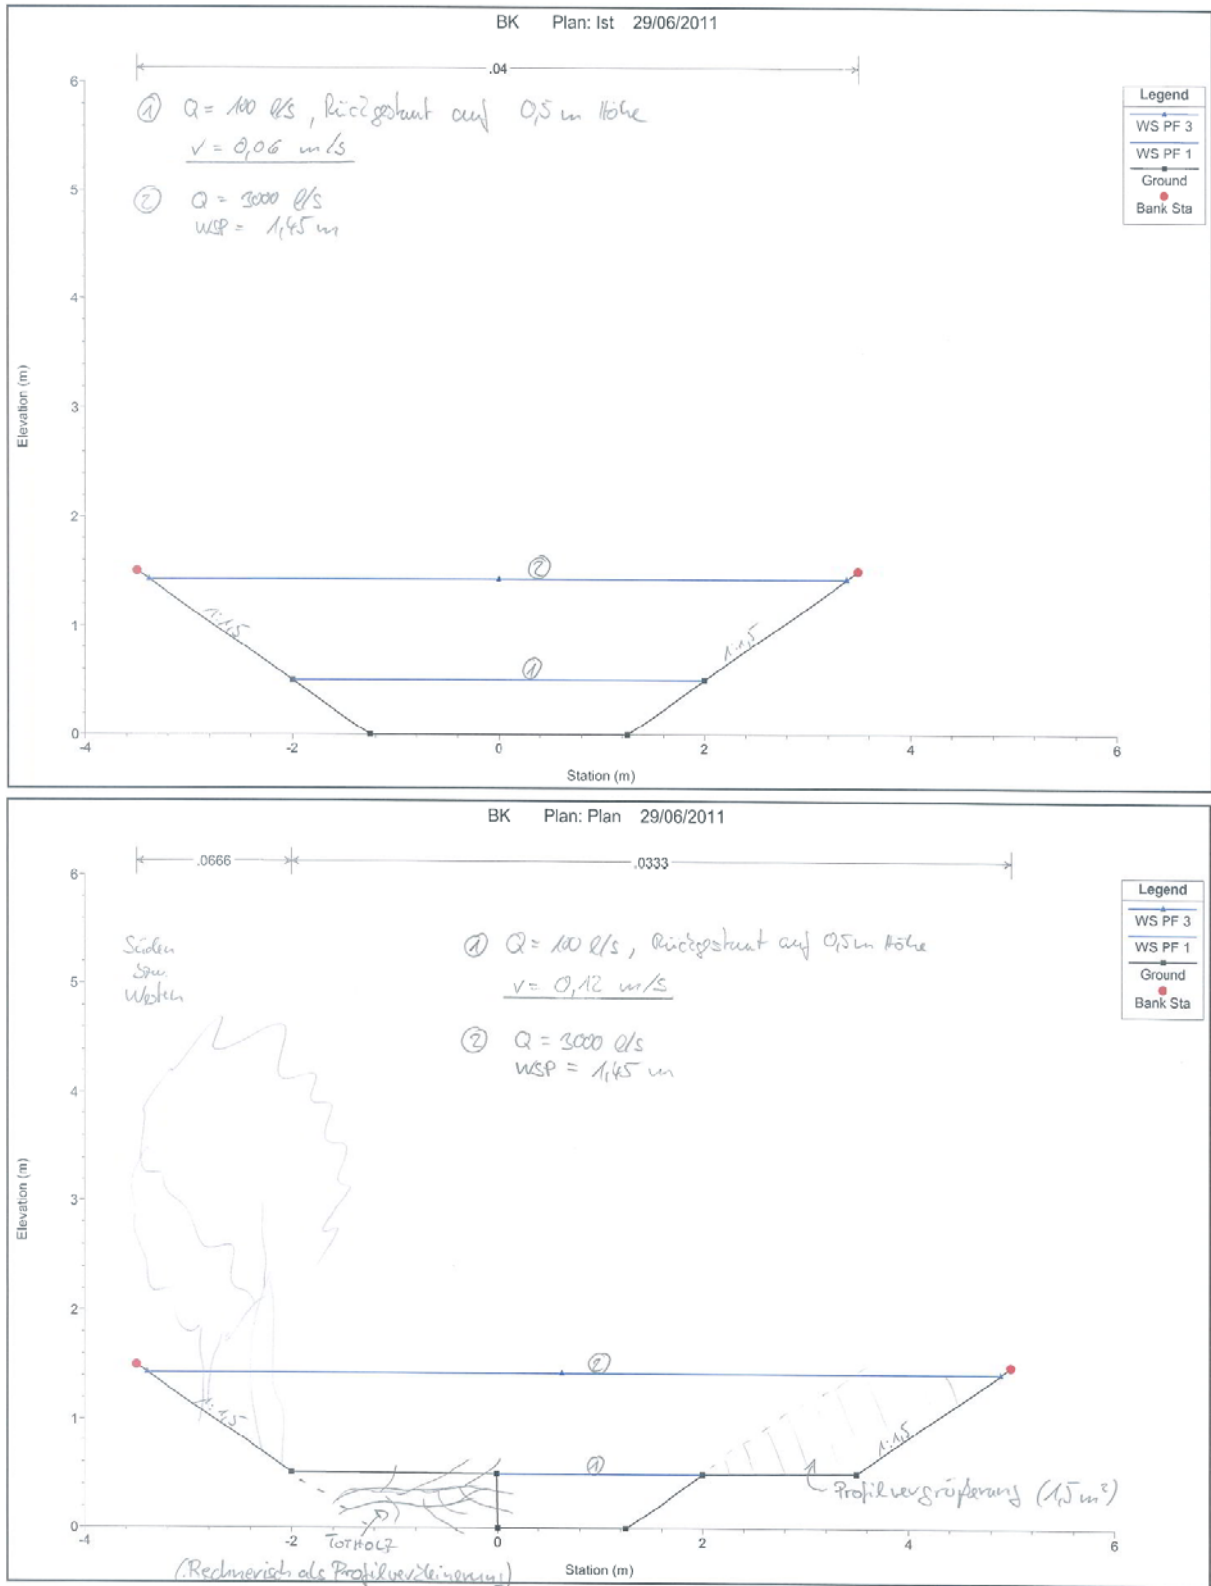 BK Plan: Ist 29/06/2011
.04
① Q = 100 l/s, Rückgestaut auf 0,5 m Höhe
v = 0,06 m/s
② Q = 3000 l/s
WSP = 1,45 m
Legend
WS PF 3
WS PF 1
Ground
Bank Sta
Elevation (m)
6
5
4
3
2
1
0
②
1:1,5
1:1,5
①
-4
-2
0
2
4
6
Station (m)
BK Plan: Plan 29/06/2011
.0666
.0333
Süden
bzw.
Westen
① Q = 100 l/s, Rückgestaut auf 0,5 m Höhe
v = 0,12 m/s
② Q = 3000 l/s
WSP = 1,45 m
Legend
WS PF 3
WS PF 1
Ground
Bank Sta
Elevation (m)
6
5
4
3
2
1
0
②
1:1,5
1:1,5
①
Profilvergrößerung (1,5 m²)
-4
-2
0
2
4
6
TOTHOLZ
(Rechnerisch als Profilverkleinerung)
Station (m)